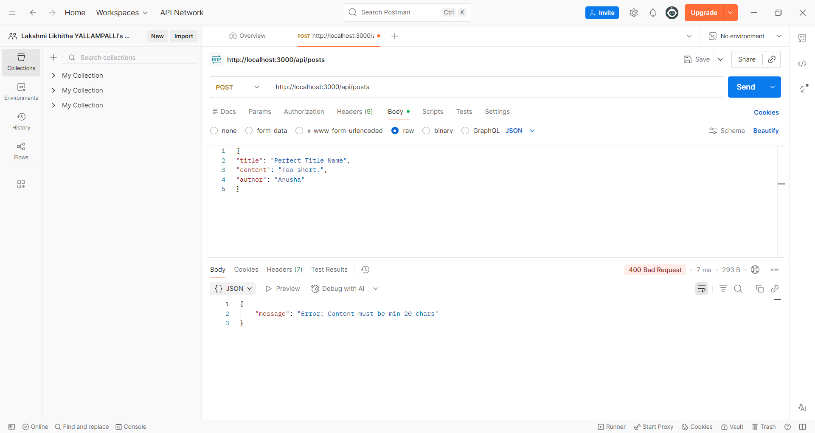 Home Workspaces API Network Search Postman Ctrl K Invite Upgrade
Lakshmi Likhitha YALLAMPALLI's ... New Import Overview POST http://localhost:3000/a No environment
Collections
Search collections
http://localhost:3000/api/posts Save Share
My Collection
My Collection
My Collection
Environments
History
Flows
POST http://localhost:3000/api/posts Send
Docs Params Authorization Headers (9) Body Scripts Tests Settings Cookies
none form-data x-www-form-urlencoded raw binary GraphQL JSON Schema Beautify
1 {
2 "title": "Perfect Title Name",
3 "content": "Too short.",
4 "author": "Anusha"
5 }
Body Cookies Headers (7) Test Results 400 Bad Request 7 ms 293 B
{} JSON Preview Debug with AI
1 {
2 "message": "Error: Content must be min 20 chars"
3 }
Online Find and replace Console Runner Start Proxy Cookies Vault Trash